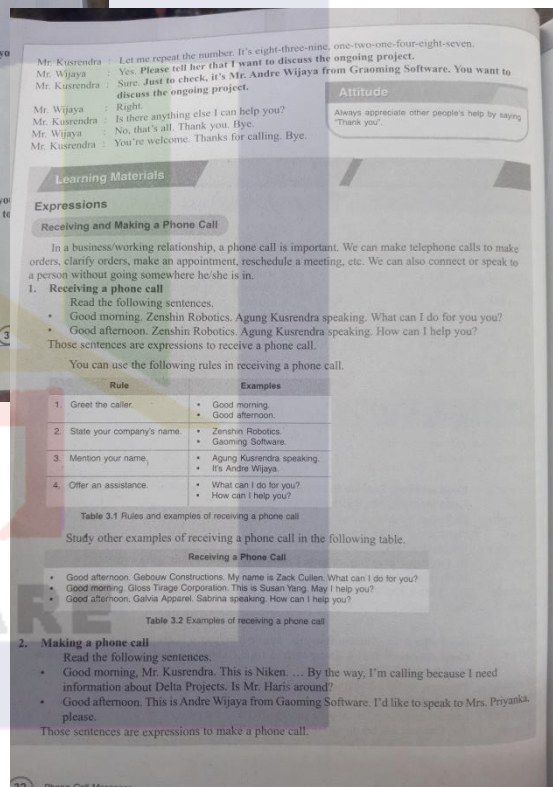 Mr. Kusrendra : Let me repeat the number. It's eight-three-nine, one-two-one-four-eight-seven.
Mr. Wijaya : Yes. Please tell her that I want to discuss the ongoing project.
Mr. Kusrendra : Sure. Just to check, it's Mr. Andre Wijaya from Graoming Software. You want to
discuss the ongoing project.
Mr. Wijaya : Right.
Mr. Kusrendra : Is there anything else I can help you?
Mr. Wijaya : No, that's all. Thank you. Bye.
Mr. Kusrendra : You're welcome. Thanks for calling. Bye.
Attitude
Always appreciate other people's help by saying
"Thank you".
Learning Materials
Expressions
Receiving and Making a Phone Call
In a business/working relationship, a phone call is important. We can make telephone calls to make
orders, clarify orders, make an appointment, reschedule a meeting, etc. We can also connect or speak to
a person without going somewhere he/she is in.
1. Receiving a phone call
Read the following sentences.
• Good morning. Zenshin Robotics. Agung Kusrendra speaking. What can I do for you you?
• Good afternoon. Zenshin Robotics. Agung Kusrendra speaking. How can I help you?
Those sentences are expressions to receive a phone call.
You can use the following rules in receiving a phone call.
Rule Examples
1. Greet the caller. • Good morning.
• Good afternoon.
2. State your company's name. • Zenshin Robotics.
• Gaoming Software.
3. Mention your name. • Agung Kusrendra speaking.
• It's Andre Wijaya.
4. Offer an assistance. • What can I do for you?
• How can I help you?
Table 3.1 Rules and examples of receiving a phone call
Study other examples of receiving a phone call in the following table.
Receiving a Phone Call
• Good afternoon. Gebouw Constructions. My name is Zack Cullen. What can I do for you?
• Good morning. Gloss Tirage Corporation. This is Susan Yang. May I help you?
• Good afternoon. Galvia Apparel. Sabrina speaking. How can I help you?
Table 3.2 Examples of receiving a phone call
2. Making a phone call
Read the following sentences.
• Good morning, Mr. Kusrendra. This is Niken. ... By the way, I'm calling because I need
information about Delta Projects. Is Mr. Haris around?
• Good afternoon. This is Andre Wijaya from Gaoming Software. I'd like to speak to Mrs. Priyanka,
please.
Those sentences are expressions to make a phone call.